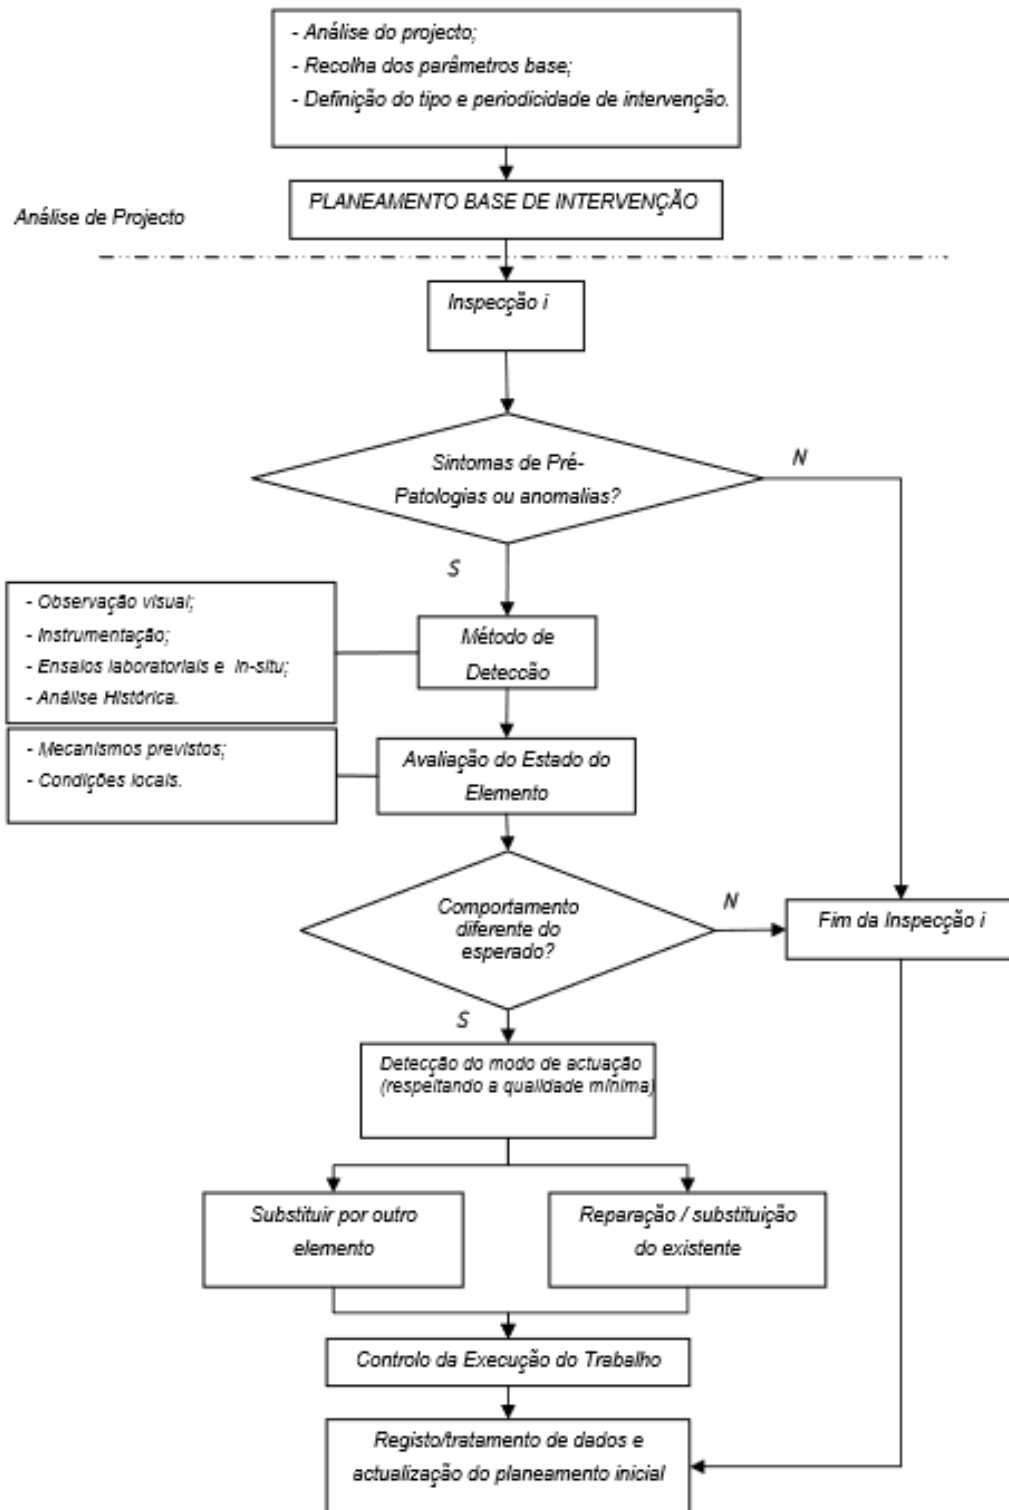 - Análise do projecto;
- Recolha dos parâmetros base;
- Definição do tipo e periodicidade de intervenção.
PLANEAMENTO BASE DE INTERVENÇÃO
Análise de Projecto
Inspecção i
Sintomas de Pré-
Patologias ou anomalias?
N
S
- Observação visual;
- Instrumentação;
- Ensaios laboratoriais e In-situ;
- Análise Histórica.
Método de
Detecção
- Mecanismos previstos;
- Condições locais.
Avaliação do Estado do
Elemento
Comportamento
diferente do
esperado?
N
Fim da Inspecção i
S
Detecção do modo de actuação
(respeitando a qualidade mínima)
Substituir por outro
elemento
Reparação / substituição
do existente
Controlo da Execução do Trabalho
Registo/tratamento de dados e
actualização do planeamento inicial